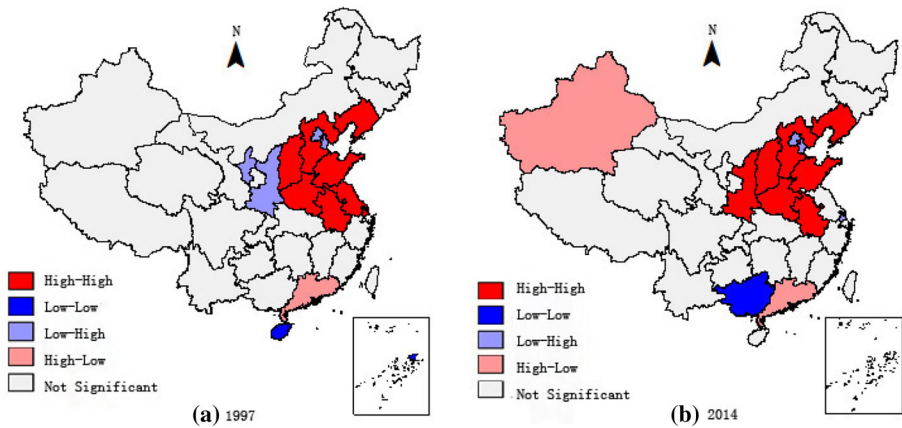 N
High-High
Low-Low
Low-High
High-Low
Not Significant
(a) 1997
N
High-High
Low-Low
Low-High
High-Low
Not Significant
(b) 2014